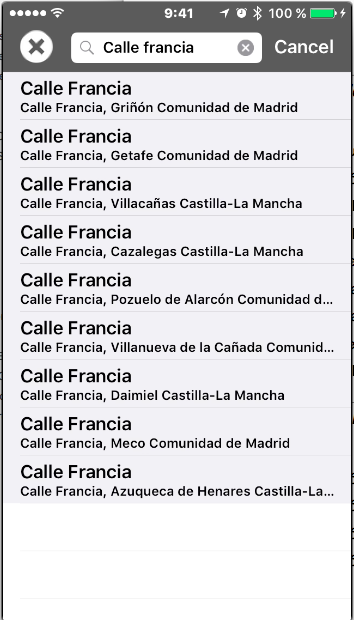 9:41
100 %
Calle francia
Cancel
Calle Francia
Calle Francia, Griñón Comunidad de Madrid
Calle Francia
Calle Francia, Getafe Comunidad de Madrid
Calle Francia
Calle Francia, Villacañas Castilla-La Mancha
Calle Francia
Calle Francia, Cazalegas Castilla-La Mancha
Calle Francia
Calle Francia, Pozuelo de Alarcón Comunidad d...
Calle Francia
Calle Francia, Villanueva de la Cañada Comunid...
Calle Francia
Calle Francia, Daimiel Castilla-La Mancha
Calle Francia
Calle Francia, Meco Comunidad de Madrid
Calle Francia
Calle Francia, Azuqueca de Henares Castilla-La...